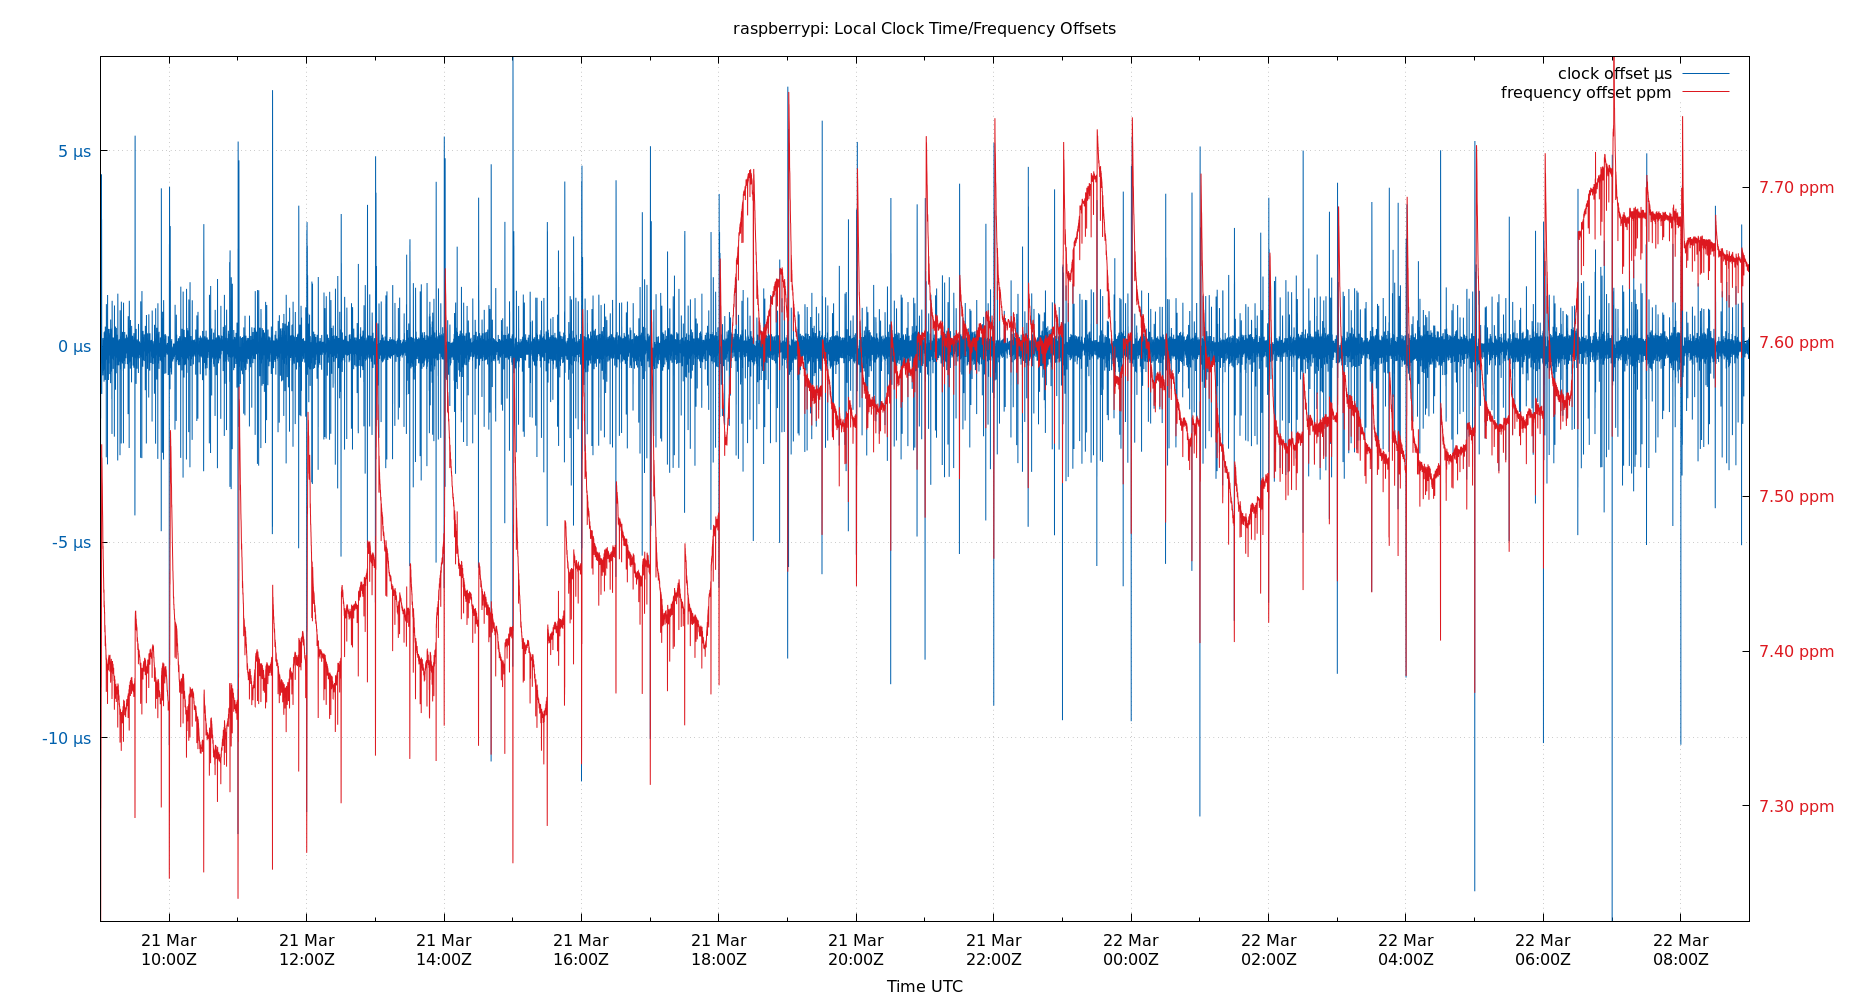 raspberrypi: Local Clock Time/Frequency Offsets
clock offset µs
frequency offset ppm
5 µs
0 µs
-5 µs
-10 µs
7.70 ppm
7.60 ppm
7.50 ppm
7.40 ppm
7.30 ppm
21 Mar 21 Mar 21 Mar 21 Mar 21 Mar 21 Mar 21 Mar 22 Mar 22 Mar 22 Mar 22 Mar 22 Mar
10:00Z 12:00Z 14:00Z 16:00Z 18:00Z 20:00Z 22:00Z 00:00Z 02:00Z 04:00Z 06:00Z 08:00Z
Time UTC